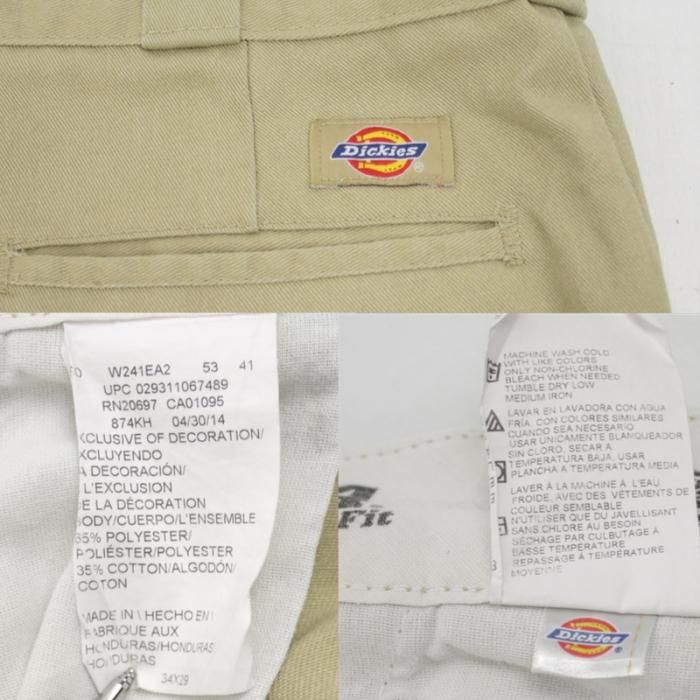 Dickies
W241EA2 53 41
UPC 029311067489
RN20697 CA01095
874KH 04/30/14
XCLUSIVE OF DECORATION/
XCLUYENDO
A DECORACIÓN/
L'EXCLUSION
DE LA DÉCORATION
BODY/CUERPO/L'ENSEMBLE
65% POLYESTER/
POLIÉSTER/POLYESTER
35% COTTON/ALGODÓN/
COTON
MADE IN \ HECHO EN \
FABRIQUE AUX
HONDURAS/HONDURAS
HONDURAS
34X29
MACHINE WASH COLD
WITH LIKE COLORS
ONLY NON-CHLORINE
BLEACH WHEN NEEDED
TUMBLE DRY LOW
MEDIUM IRON
LAVAR EN LAVADORA CON AGUA
FRÍA, CON COLORES SIMILARES
CUANDO SEA NECESARIO
USAR UNICAMENTE BLANQUEADOR
SIN CLORO, SECAR A
TEMPERATURA BAJA, USAR
PLANCHA A TEMPERATURA MEDIA
LAVER À LA MACHINE À L'EAU
FROIDE, AVEC DES VÊTEMENTS DE
COULEUR SEMBLABLE
N'UTILISER QUE DU JAVELLISANT
SANS CHLORE AU BESOIN
SÉCHAGE PAR CULBUTAGE À
BASSE TEMPÉRATURE
REPASSAGE À TEMPÉRATURE
MOYENNE
Fit
Dickies